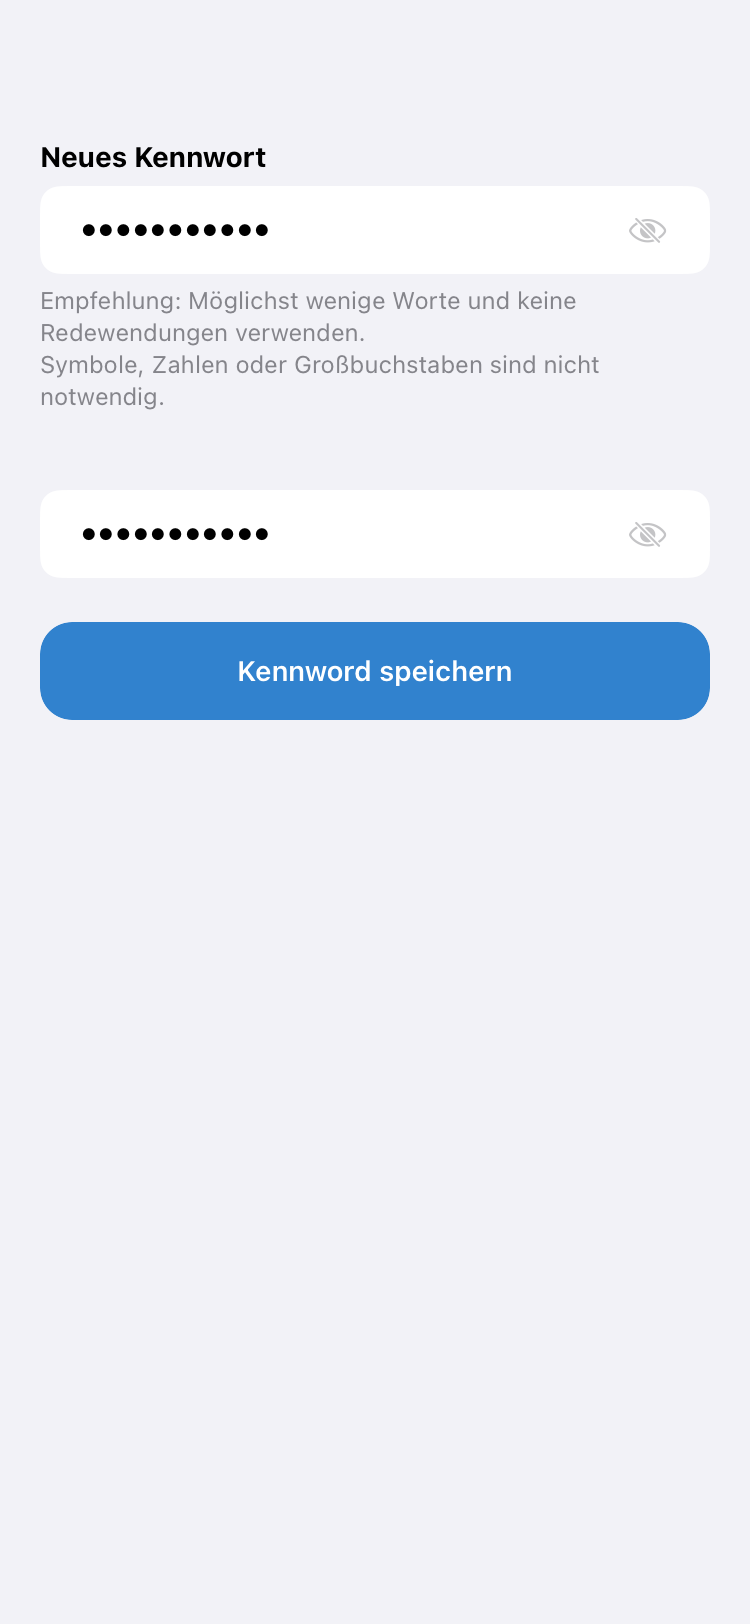 Neues Kennwort
•••••••••••
Empfehlung: Möglichst wenige Worte und keine
Redewendungen verwenden.
Symbole, Zahlen oder Großbuchstaben sind nicht
notwendig.
•••••••••••
Kennword speichern